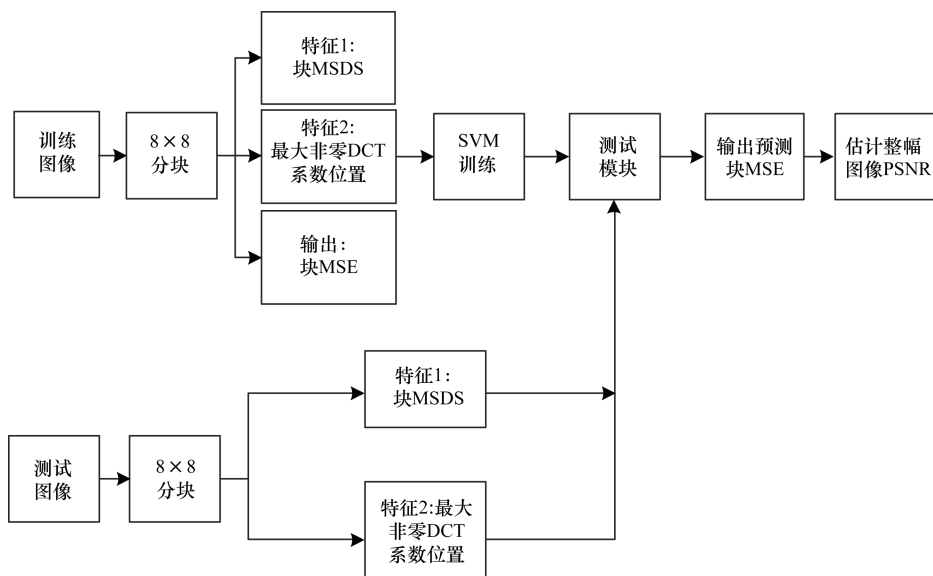 特征1:
块MSDS
训练
图像
8×8
分块
特征2:
最大非零DCT
系数位置
SVM
训练
测试
模块
输出预测
块MSE
估计整幅
图像PSNR
输出:
块MSE
特征1:
块MSDS
测试
图像
8×8
分块
特征2:最大
非零DCT
系数位置